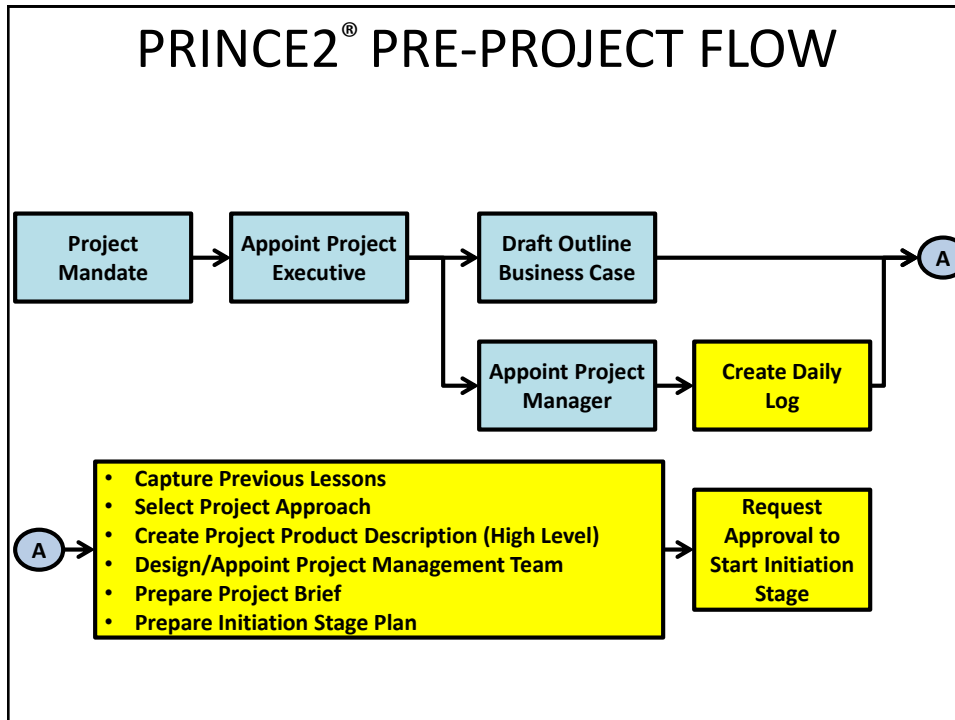 PRINCE2® PRE-PROJECT FLOW
Project
Mandate
Appoint Project
Executive
Draft Outline
Business Case
A
Appoint Project
Manager
Create Daily
Log
A
• Capture Previous Lessons
• Select Project Approach
• Create Project Product Description (High Level)
• Design/Appoint Project Management Team
• Prepare Project Brief
• Prepare Initiation Stage Plan
Request
Approval to
Start Initiation
Stage